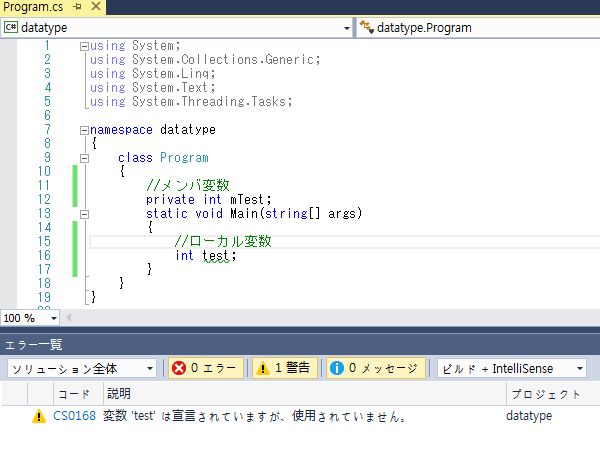 Program.cs
datatype
datatype.Program
1 using System;
2 using System.Collections.Generic;
3 using System.Linq;
4 using System.Text;
5 using System.Threading.Tasks;
6
7 namespace datatype
8 {
9 class Program
10 {
11 //メンバ変数
12 private int mTest;
13 static void Main(string[] args)
14 {
15 //ローカル変数
16 int test;
17 }
18 }
19 }
100 %
エラー一覧
ソリューション全体 0 エラー 1 警告 0 メッセージ ビルド + IntelliSense
コード 説明 プロジェクト
CS0168 変数 'test' は宣言されていますが、使用されていません。 datatype